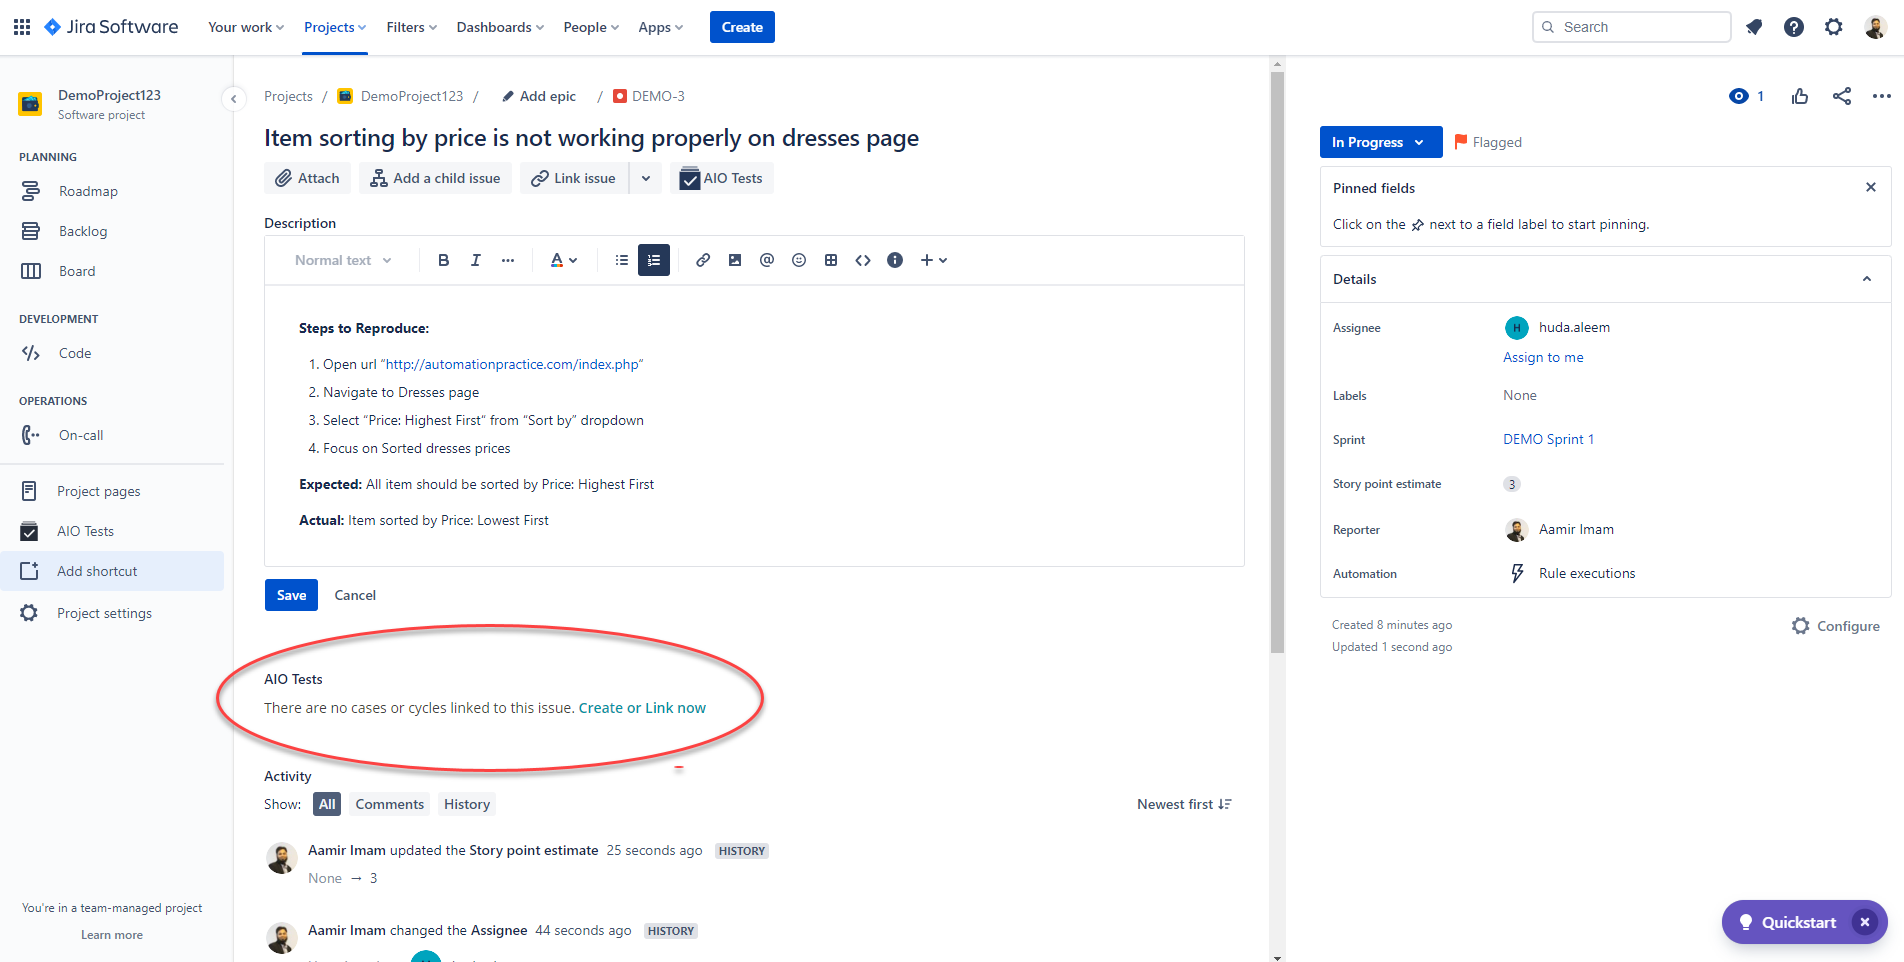 Jira Software
Your work
Projects
Filters
Dashboards
People
Apps
Create
Search
DemoProject123
Software project
PLANNING
Roadmap
Backlog
Board
DEVELOPMENT
Code
OPERATIONS
On-call
Project pages
AIO Tests
Add shortcut
Project settings
You're in a team-managed project
Learn more
Projects / DemoProject123 / Add epic / DEMO-3
Item sorting by price is not working properly on dresses page
Attach
Add a child issue
Link issue
AIO Tests
Description
Normal text B I ··· A
Steps to Reproduce:
1. Open url “http://automationpractice.com/index.php“
2. Navigate to Dresses page
3. Select “Price: Highest First“ from “Sort by” dropdown
4. Focus on Sorted dresses prices
Expected: All item should be sorted by Price: Highest First
Actual: Item sorted by Price: Lowest First
Save
Cancel
AIO Tests
There are no cases or cycles linked to this issue. Create or Link now
Activity
Show: All Comments History
Newest first
Aamir Imam updated the Story point estimate 25 seconds ago HISTORY
None → 3
Aamir Imam changed the Assignee 44 seconds ago HISTORY
1
In Progress
Flagged
Pinned fields
Click on the next to a field label to start pinning.
Details
Assignee
H huda.aleem
Assign to me
Labels
None
Sprint
DEMO Sprint 1
Story point estimate
3
Reporter
Aamir Imam
Automation
Rule executions
Created 8 minutes ago
Updated 1 second ago
Configure
Quickstart